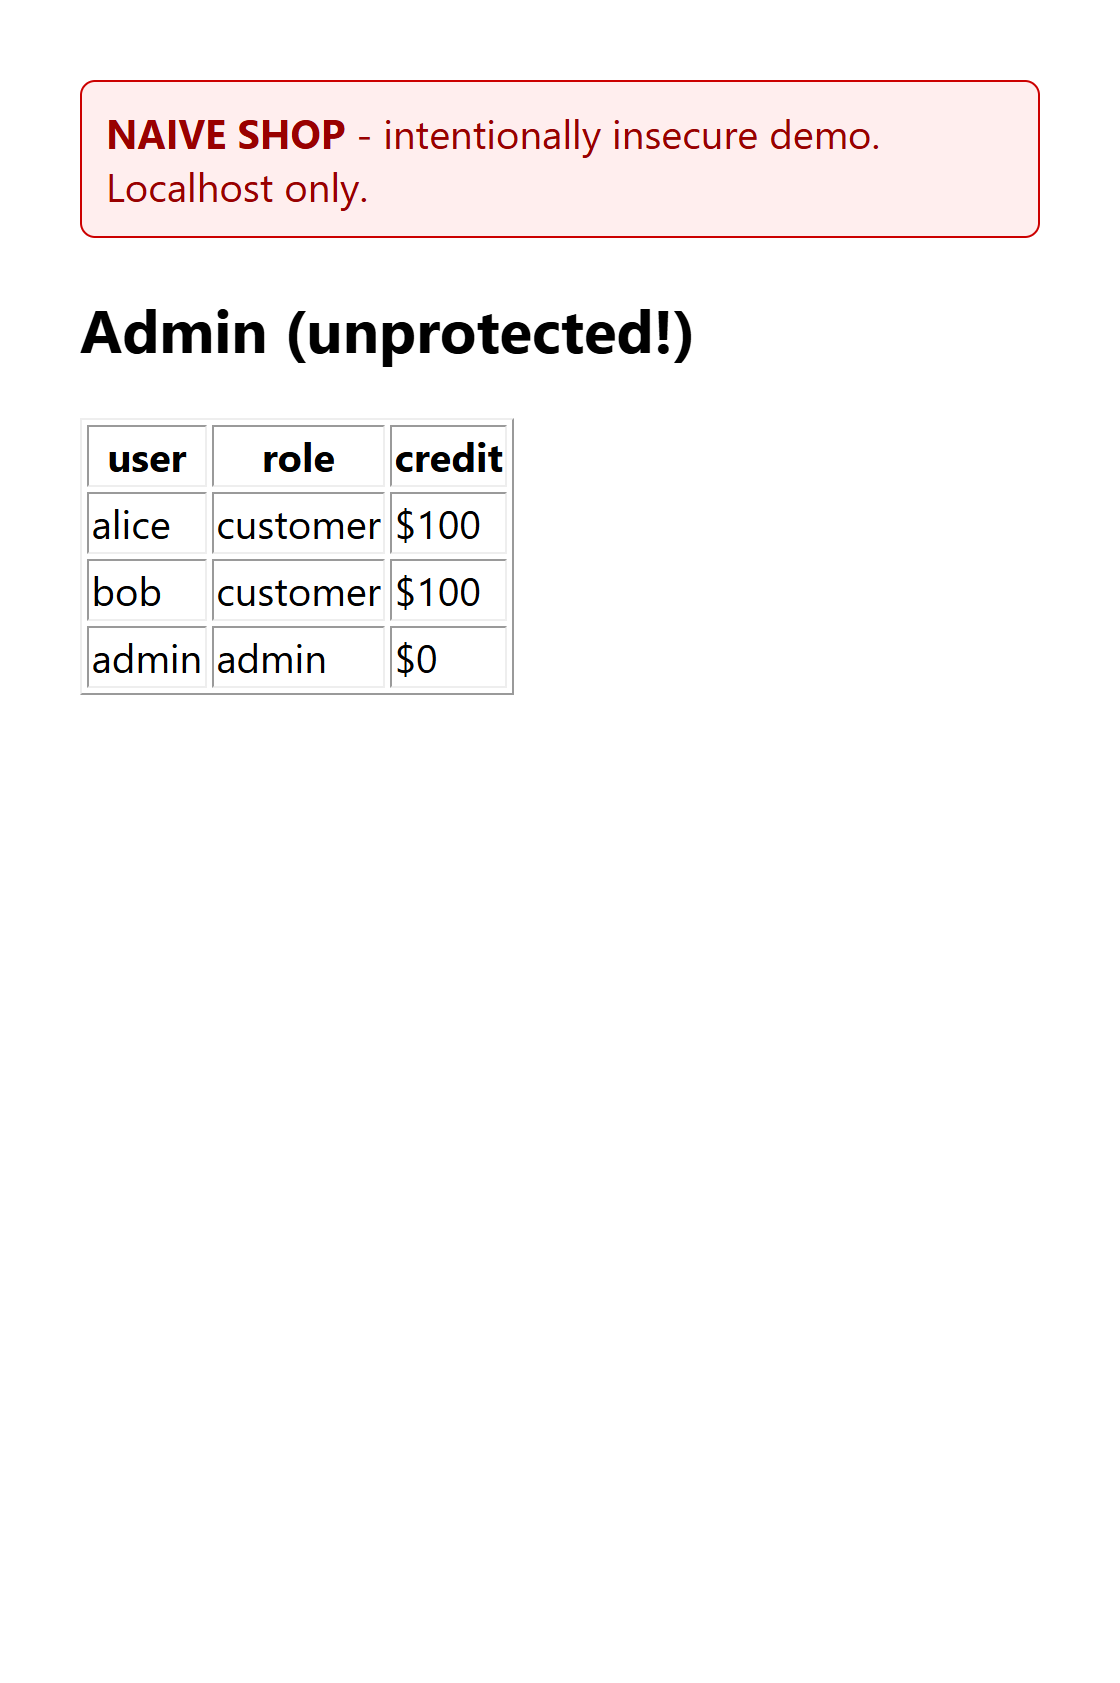 NAIVE SHOP - intentionally insecure demo.
Localhost only.
Admin (unprotected!)
user role credit
alice customer $100
bob customer $100
admin admin $0